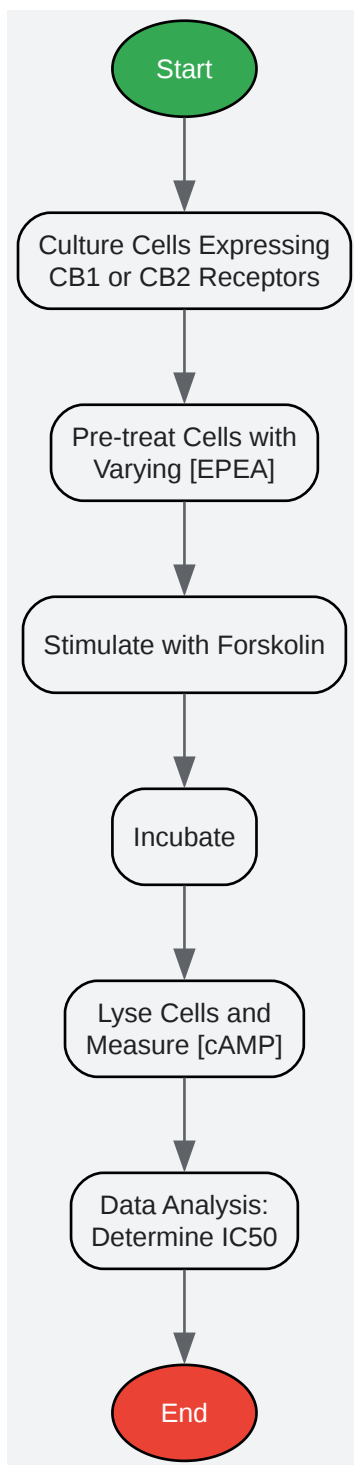 Start
Culture Cells Expressing
CB1 or CB2 Receptors
Pre-treat Cells with
Varying [EPEA]
Stimulate with Forskolin
Incubate
Lyse Cells and
Measure [cAMP]
Data Analysis:
Determine IC50
End